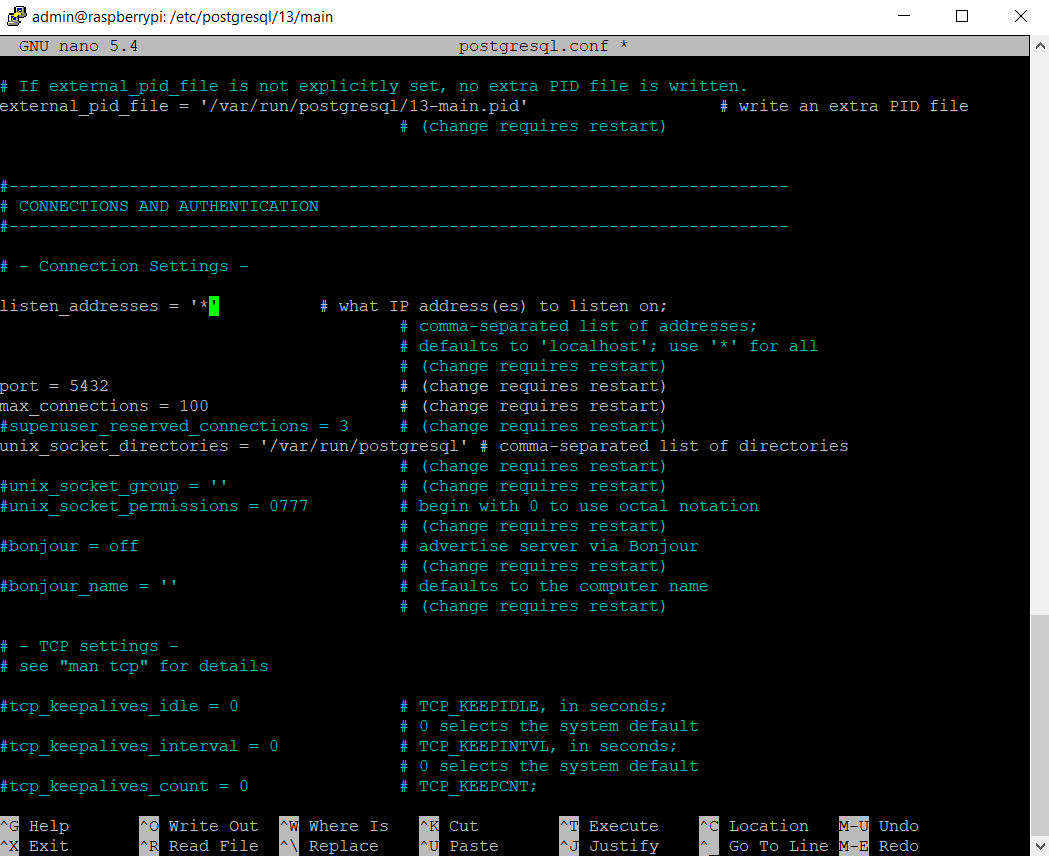 admin@raspberrypi: /etc/postgresql/13/main
GNU nano 5.4 postgresql.conf *
# If external_pid_file is not explicitly set, no extra PID file is written.
external_pid_file = '/var/run/postgresql/13-main.pid' # write an extra PID file
# (change requires restart)
#------------------------------------------------------------------------------
# CONNECTIONS AND AUTHENTICATION
#------------------------------------------------------------------------------
# - Connection Settings -
listen_addresses = '*' # what IP address(es) to listen on;
# comma-separated list of addresses;
# defaults to 'localhost'; use '*' for all
# (change requires restart)
port = 5432 # (change requires restart)
max_connections = 100 # (change requires restart)
#superuser_reserved_connections = 3 # (change requires restart)
unix_socket_directories = '/var/run/postgresql' # comma-separated list of directories
# (change requires restart)
#unix_socket_group = '' # (change requires restart)
#unix_socket_permissions = 0777 # begin with 0 to use octal notation
# (change requires restart)
#bonjour = off # advertise server via Bonjour
# (change requires restart)
#bonjour_name = '' # defaults to the computer name
# (change requires restart)
# - TCP settings -
# see "man tcp" for details
#tcp_keepalives_idle = 0 # TCP_KEEPIDLE, in seconds;
# 0 selects the system default
#tcp_keepalives_interval = 0 # TCP_KEEPINTVL, in seconds;
# 0 selects the system default
#tcp_keepalives_count = 0 # TCP_KEEPCNT;
^G Help ^O Write Out ^W Where Is ^K Cut ^T Execute ^C Location M-U Undo
^X Exit ^R Read File ^\ Replace ^U Paste ^J Justify ^_ Go To Line M-E Redo